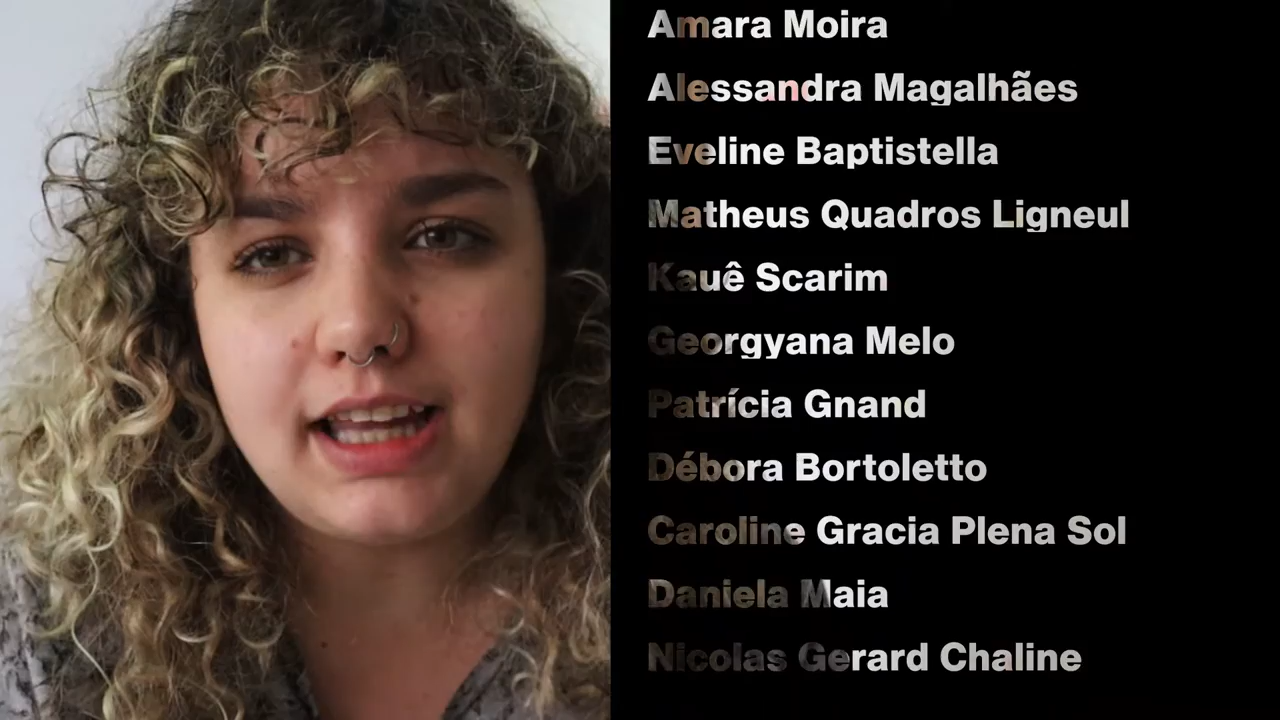 Amara Moira
Alessandra Magalhães
Eveline Baptistella
Matheus Quadros Ligneul
Kauê Scarim
Georgyana Melo
Patrícia Gnand
Débora Bortoletto
Caroline Gracia Plena Sol
Daniela Maia
Nicolas Gerard Chaline